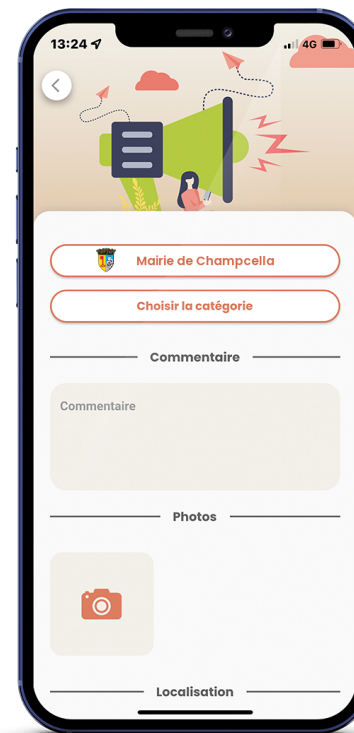 13:24
4G
Mairie de Champcella
Choisir la catégorie
Commentaire
Commentaire
Photos
Localisation